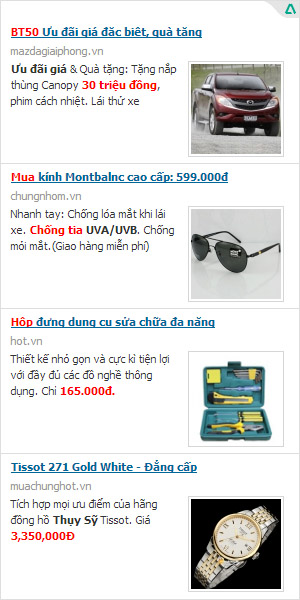 BT50 Ưu đãi giá đặc biệt, quà tặng
mazdagiaiphong.vn
Ưu đãi giá & Quà tặng: Tặng nắp
thùng Canopy 30 triệu đồng,
phim cách nhiệt. Lái thử xe
Mua kính Montbalnc cao cấp: 599.000đ
chungnhom.vn
Nhanh tay: Chống lóa mắt khi lái
xe. Chống tia UVA/UVB. Chống
mỏi mắt.(Giao hàng miễn phí)
Hộp đựng dụng cụ sửa chữa đa năng
hot.vn
Thiết kế nhỏ gọn và cực kì tiện lợi
với đầy đủ các đồ nghề thông
dụng. Chỉ 165.000đ.
Tissot 271 Gold White - Đẳng cấp
muachunghot.vn
Tích hợp mọi ưu điểm của hãng
đồng hồ Thụy Sỹ Tissot. Giá
3,350,000Đ